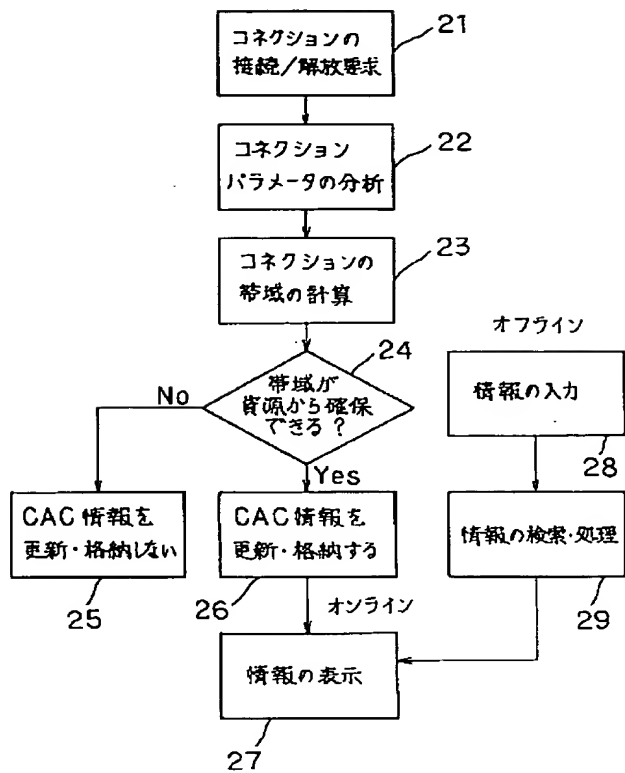 コネクションの
接続/解放要求
21
コネクション
パラメータの分析
22
コネクションの
帯域の計算
23
帯域が
資源から確保
できる?
24
No
Yes
CAC情報を
更新・格納しない
25
CAC情報を
更新・格納する
26
オンライン
情報の表示
27
オフライン
情報の入力
28
情報の検索・処理
29